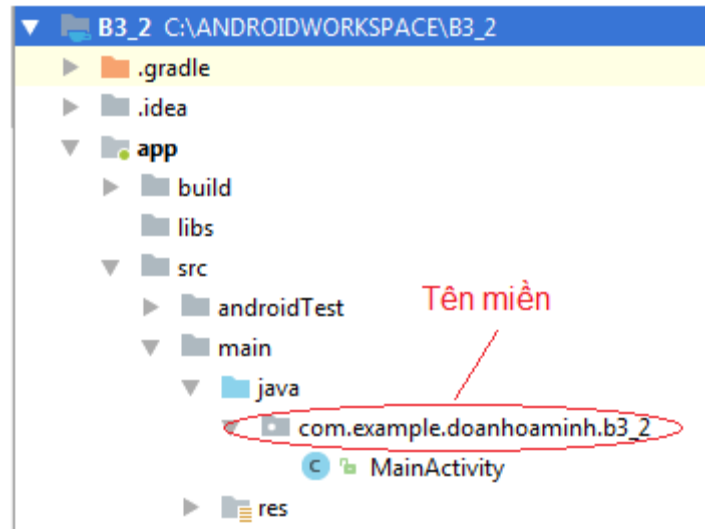 B3_2 C:\ANDROIDWORKSPACE\B3_2
.gradle
.idea
app
build
libs
src
androidTest
Tên miền
main
java
com.example.doanhoaminh.b3_2
C MainActivity
res